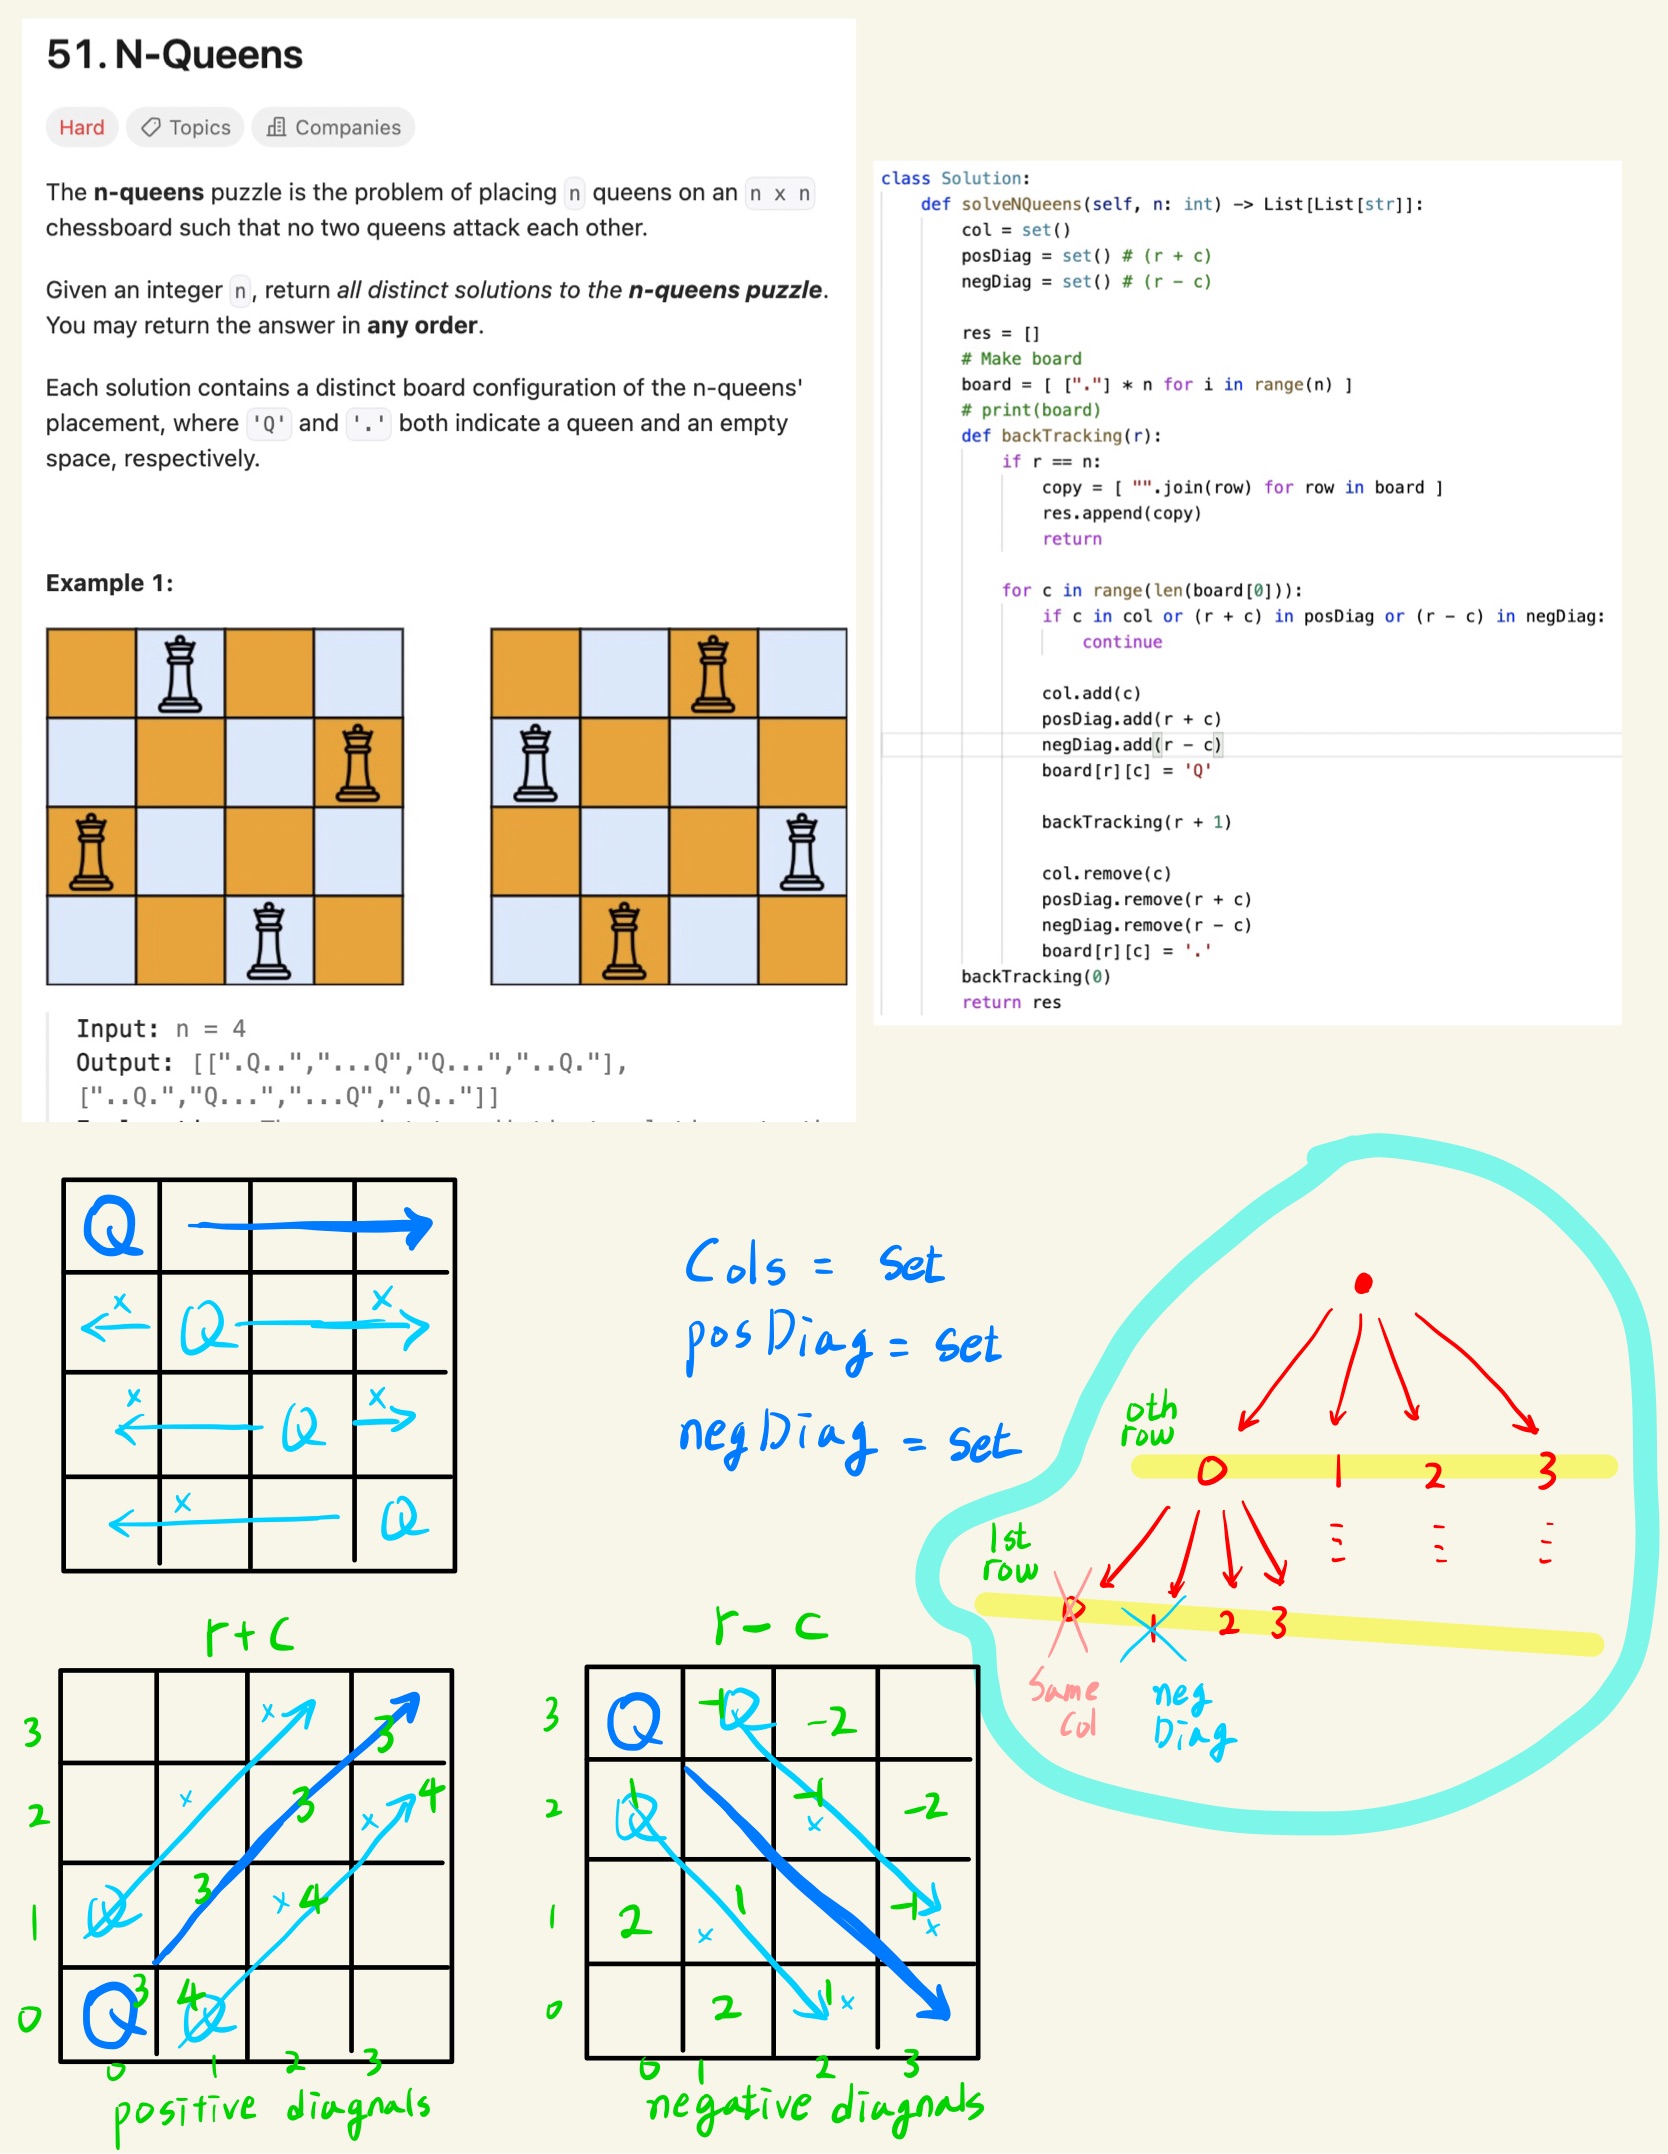 51. N-Queens
Hard Topics Companies
The n-queens puzzle is the problem of placing n queens on an n x n
chessboard such that no two queens attack each other.
Given an integer n, return all distinct solutions to the n-queens puzzle.
You may return the answer in any order.
Each solution contains a distinct board configuration of the n-queens'
placement, where 'Q' and '.' both indicate a queen and an empty
space, respectively.
Example 1:
Input: n = 4
Output: [[".Q..","...Q","Q...","..Q."],
["..Q.","Q...","...Q",".Q.."]]
class Solution:
def solveNQueens(self, n: int) -> List[List[str]]:
col = set()
posDiag = set() # (r + c)
negDiag = set() # (r - c)
res = []
# Make board
board = [ ["."] * n for i in range(n) ]
# print(board)
def backTracking(r):
if r == n:
copy = [ "".join(row) for row in board ]
res.append(copy)
return
for c in range(len(board[0])):
if c in col or (r + c) in posDiag or (r - c) in negDiag:
continue
col.add(c)
posDiag.add(r + c)
negDiag.add(r - c)
board[r][c] = 'Q'
backTracking(r + 1)
col.remove(c)
posDiag.remove(r + c)
negDiag.remove(r - c)
board[r][c] = '.'
backTracking(0)
return res
Q
x Q x
x Q x
x Q
Cols = set
posDiag = set
negDiag = set
0th
row
0 1 2 3
1st
row
0 1 2 3
Same
Col
neg
Diag
r+c
3 x 3
2 x 3 x 4
1 Q 3 x 4
0 Q 3 4 Q
0 1 2 3
positive diagnals
r- c
3 Q -1 Q -2
2 1 Q -1 x -2
1 2 x 1 -1 x
0 2 1 x
0 1 2 3
negative diagnals